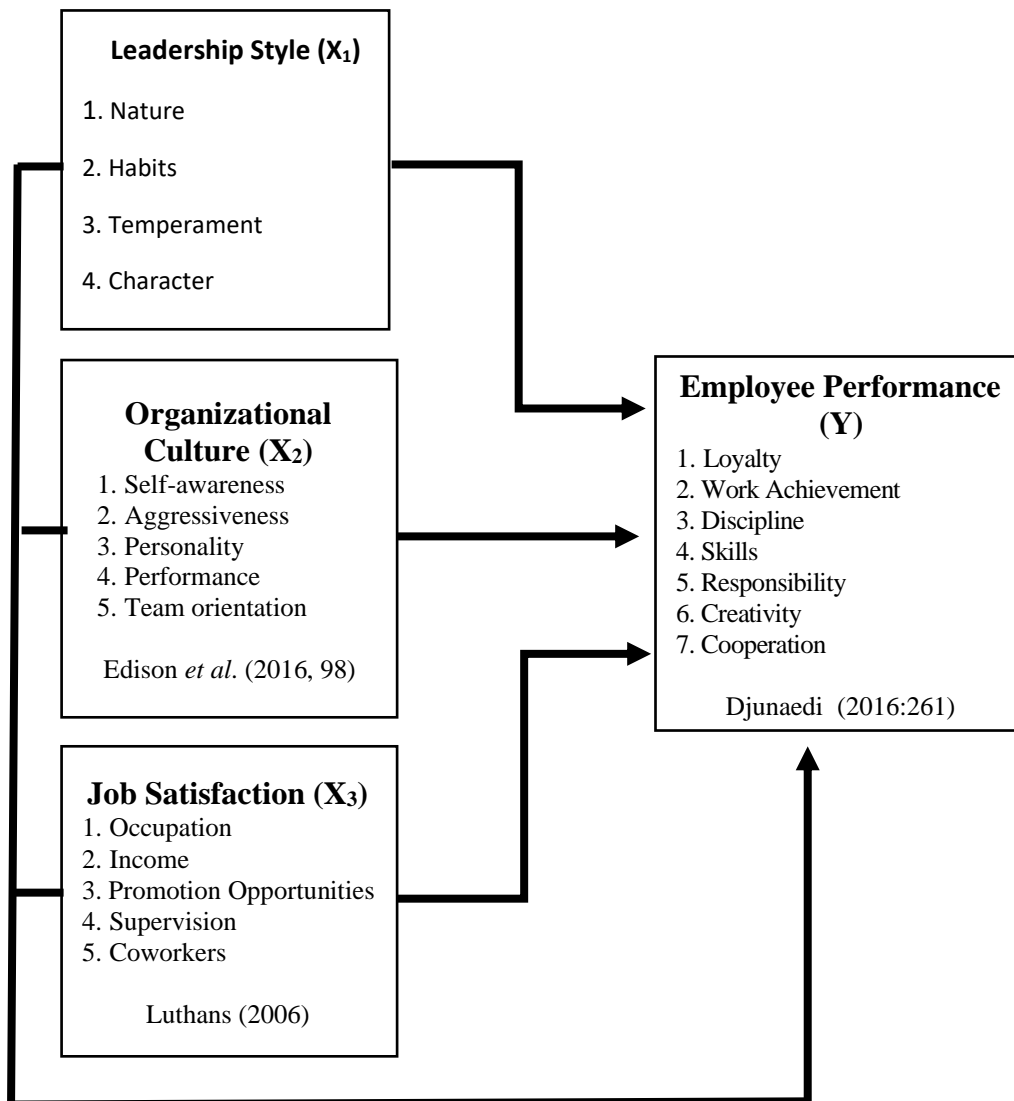 Leadership Style (X₁)
1. Nature
2. Habits
3. Temperament
4. Character
Organizational
Culture (X₂)
1. Self-awareness
2. Aggressiveness
3. Personality
4. Performance
5. Team orientation
Edison et al. (2016, 98)
Job Satisfaction (X₃)
1. Occupation
2. Income
3. Promotion Opportunities
4. Supervision
5. Coworkers
Luthans (2006)
Employee Performance
(Y)
1. Loyalty
2. Work Achievement
3. Discipline
4. Skills
5. Responsibility
6. Creativity
7. Cooperation
Djunaedi (2016:261)